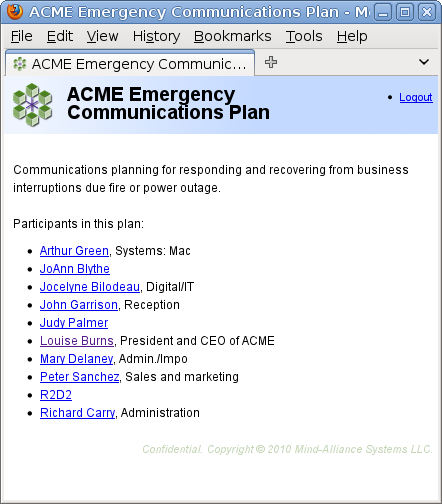 ACME Emergency Communications Plan - M
File Edit View History Bookmarks Tools Help
ACME Emergency Communic...
ACME Emergency
Communications Plan
Logout
Communications planning for responding and recovering from business
interruptions due fire or power outage.
Participants in this plan:
Arthur Green, Systems: Mac
JoAnn Blythe
Jocelyne Bilodeau, Digital/IT
John Garrison, Reception
Judy Palmer
Louise Burns, President and CEO of ACME
Mary Delaney, Admin./Impo
Peter Sanchez, Sales and marketing
R2D2
Richard Carry, Administration
Confidential. Copyright © 2010 Mind-Alliance Systems LLC.